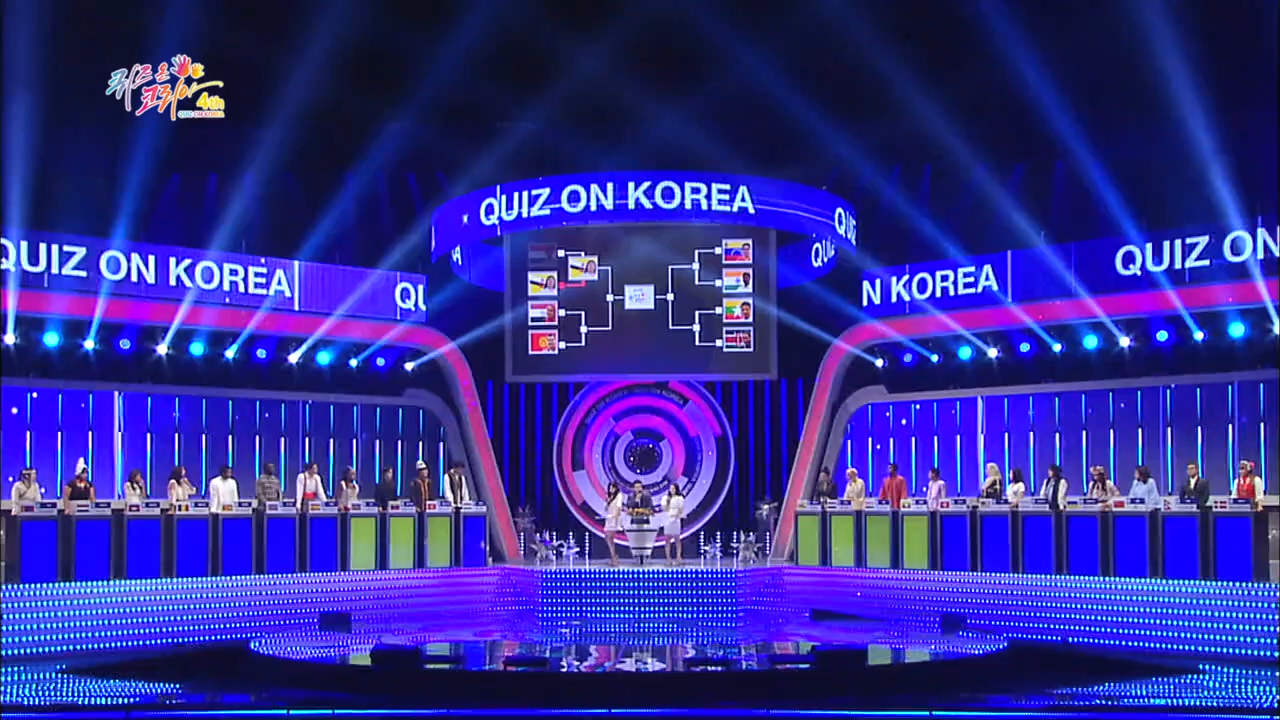 퀴즈 온
코리아
4th
QUIZ ON KOREA
QUIZ ON KOREA
QUIZ
QUIZ ON KOREA
QU
N KOREA
QUIZ ON